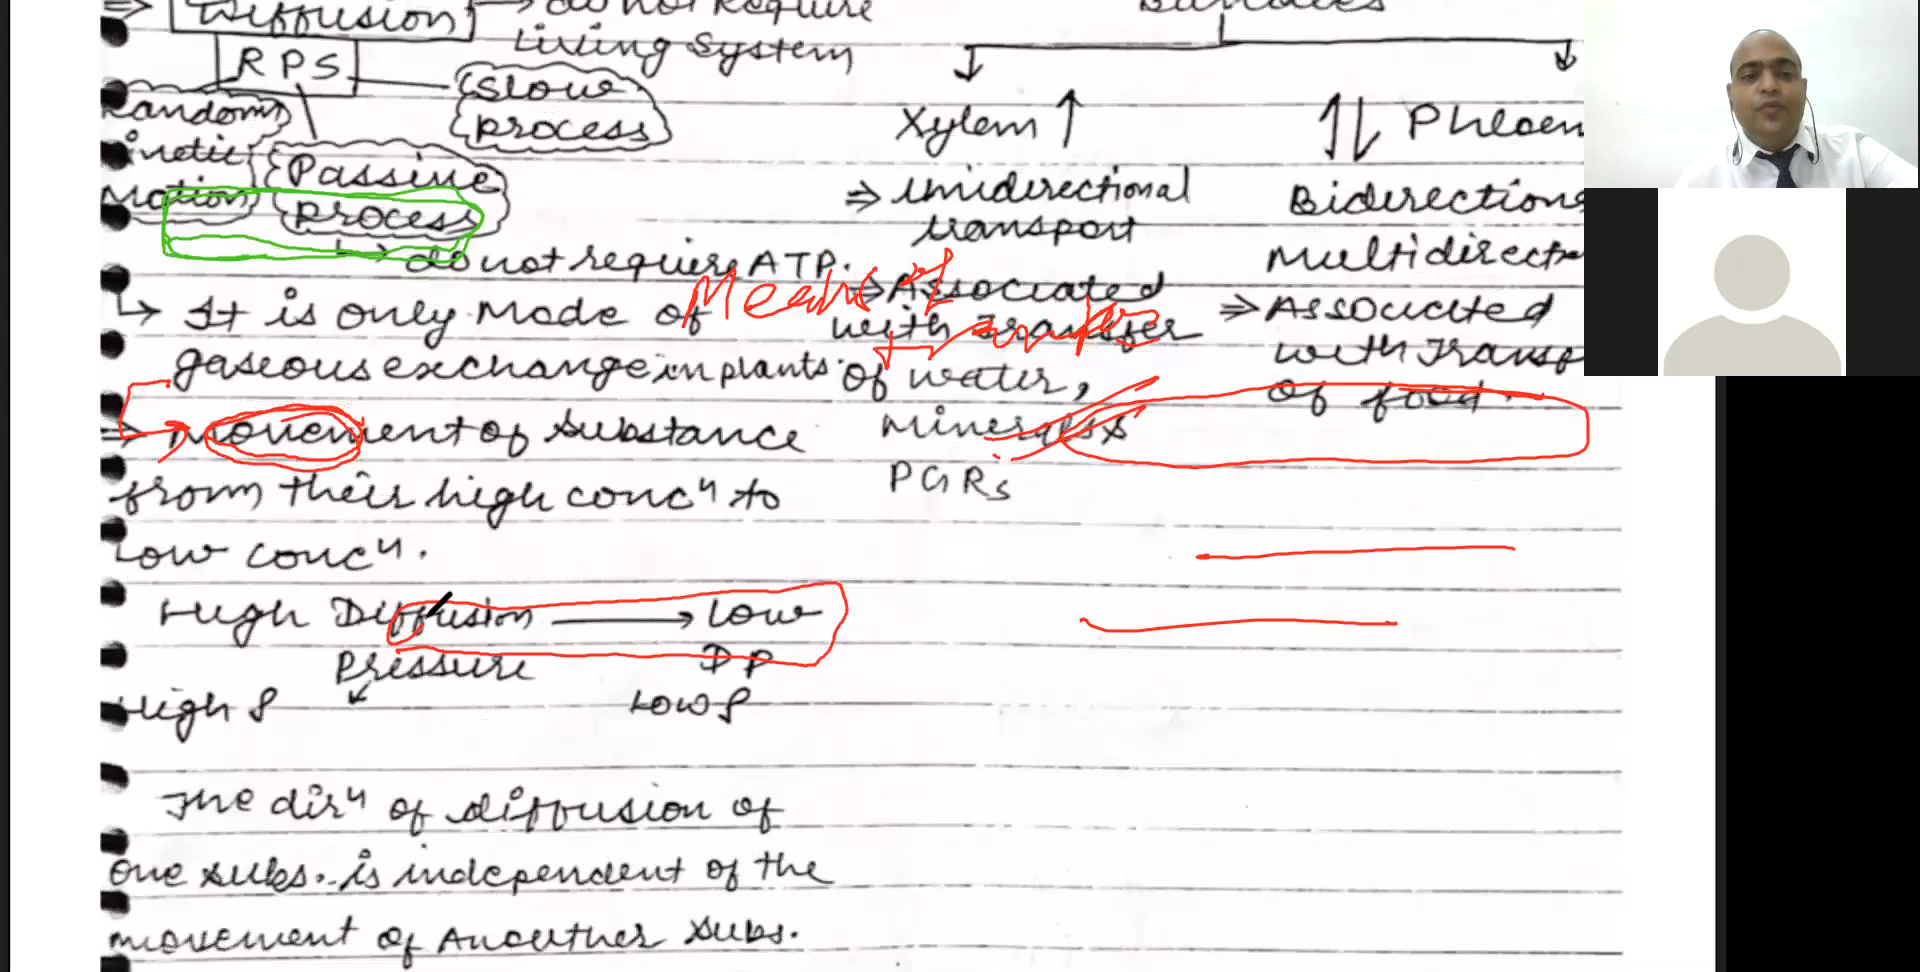 ⇒ Diffusion → do not Require
Living System
RPS
Slow
process
Random
Kinetic
Motion
Passive
process
↳ do not require ATP.
↳ It is only Mode of
gaseous exchange in plants.
⇒ Movement of substance
from their high concⁿ to
Low concⁿ.
High Diffusion → Low
Pressure DP
High P Low P
The dirⁿ of diffusion of
one subs. is independent of the
movement of Anouther subs.
Bundles
Xylem ↑
⇒ Unidirectional
transport
⇒ Associated
with Transfer
of water,
Minerals
PGRs
↑↓ Phloem
Bidirection
Multidirect
⇒ Associated
with Transp
of food.
Means of